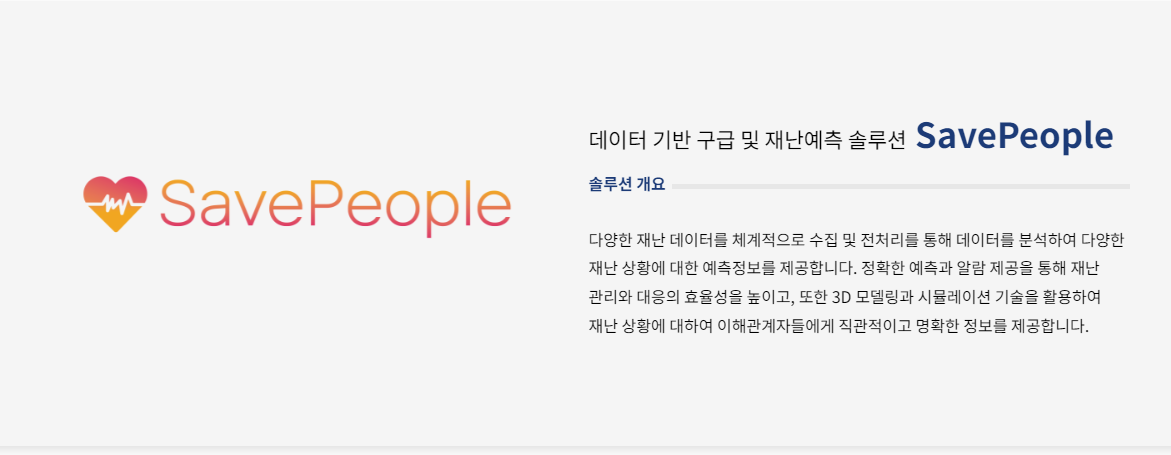 SavePeople
데이터 기반 구급 및 재난예측 솔루션 SavePeople
솔루션 개요
다양한 재난 데이터를 체계적으로 수집 및 전처리를 통해 데이터를 분석하여 다양한
재난 상황에 대한 예측정보를 제공합니다. 정확한 예측과 알람 제공을 통해 재난
관리와 대응의 효율성을 높이고, 또한 3D 모델링과 시뮬레이션 기술을 활용하여
재난 상황에 대하여 이해관계자들에게 직관적이고 명확한 정보를 제공합니다.